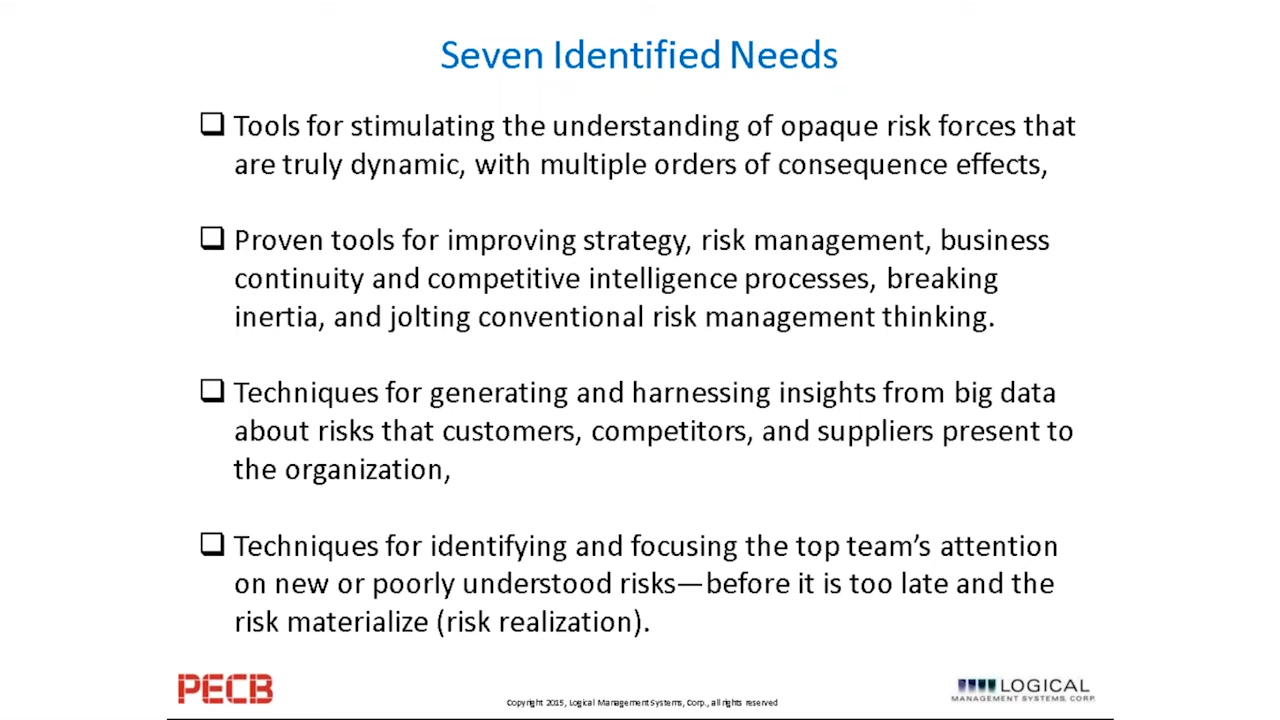 Seven Identified Needs
Tools for stimulating the understanding of opaque risk forces that
are truly dynamic, with multiple orders of consequence effects,
Proven tools for improving strategy, risk management, business
continuity and competitive intelligence processes, breaking
inertia, and jolting conventional risk management thinking.
Techniques for generating and harnessing insights from big data
about risks that customers, competitors, and suppliers present to
the organization,
Techniques for identifying and focusing the top team’s attention
on new or poorly understood risks—before it is too late and the
risk materialize (risk realization).
PECB
LOGICAL
MANAGEMENT SYSTEMS, CORP.
Copyright 2015, Logical Management Systems, Corp., all rights reserved